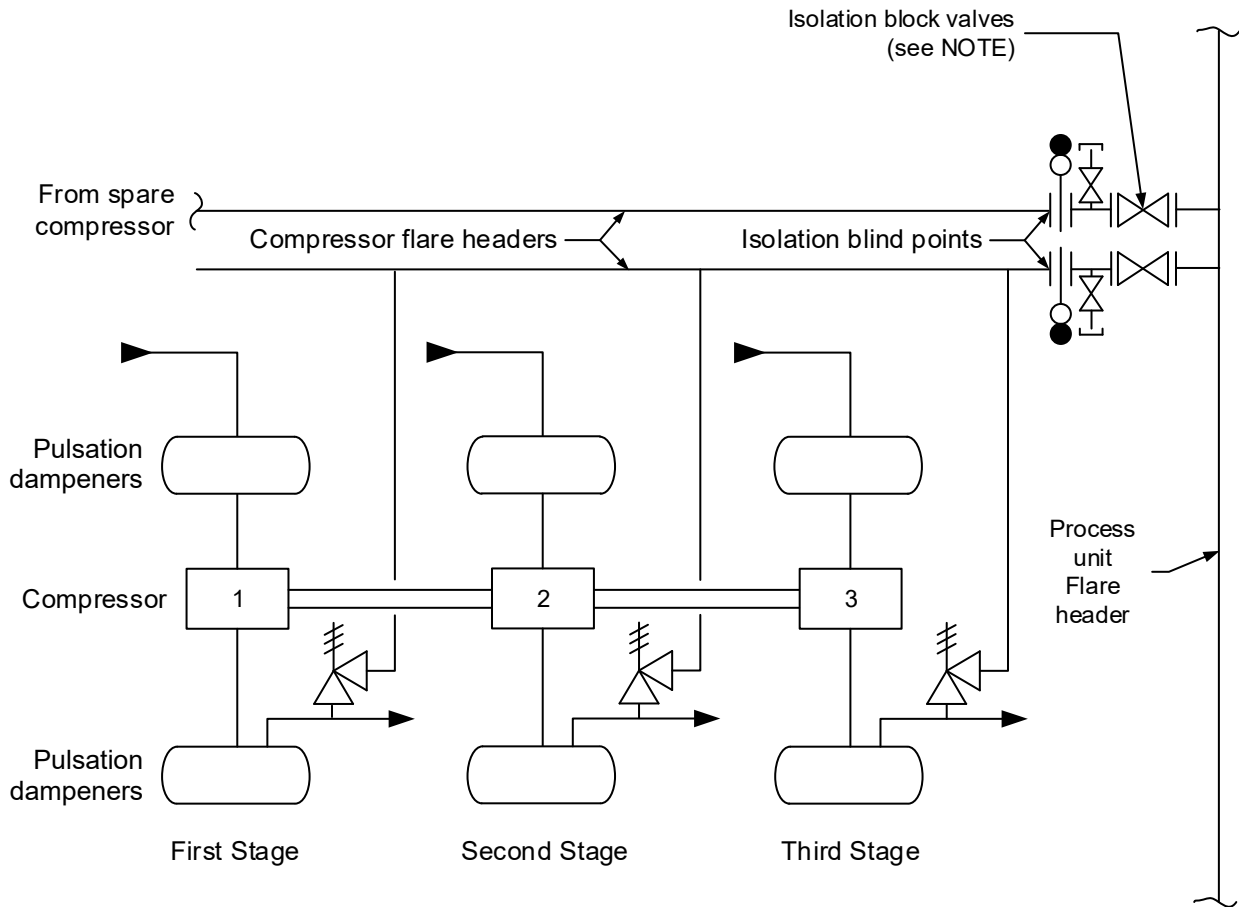 Isolation block valves
(see NOTE)
From spare
compressor
Compressor flare headers
Isolation blind points
Pulsation
dampeners
Process
unit
Flare
header
Compressor
1
2
3
Pulsation
dampeners
First Stage
Second Stage
Third Stage